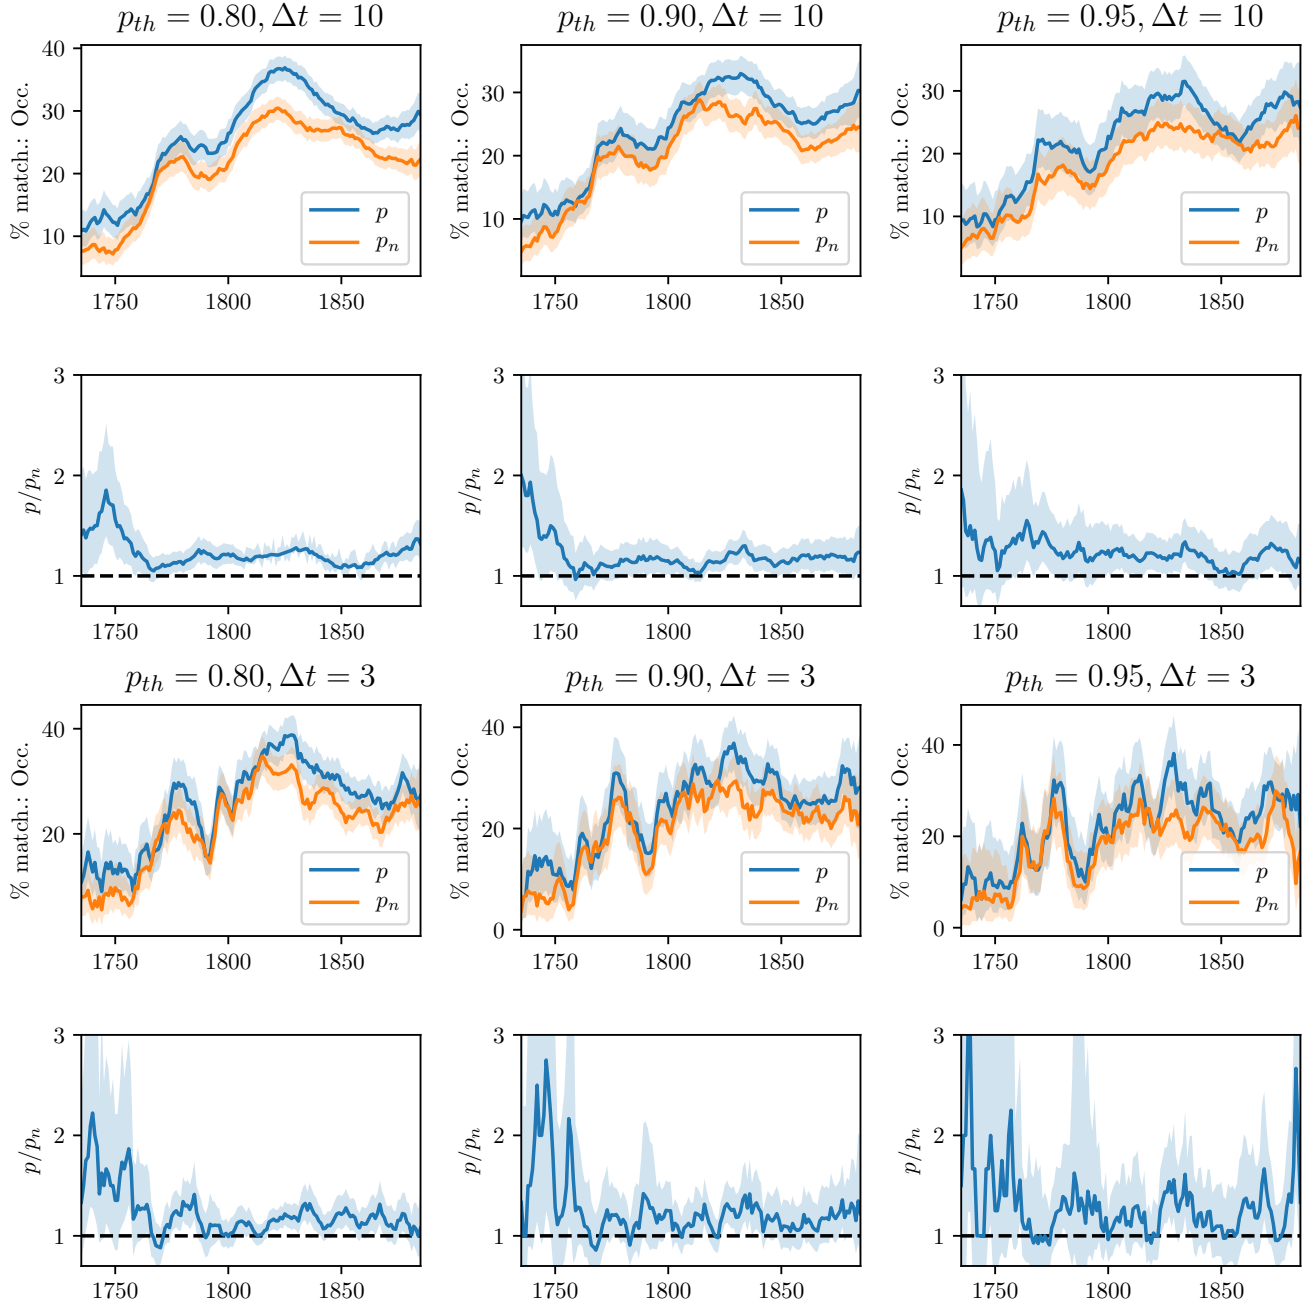 p_th = 0.80, Δt = 10
p_th = 0.90, Δt = 10
p_th = 0.95, Δt = 10
% match.: Occ.
40
30
20
10
p
p_n
1750 1800 1850
% match.: Occ.
30
20
10
p
p_n
1750 1800 1850
% match.: Occ.
30
20
10
p
p_n
1750 1800 1850
p/p_n
3
2
1
1750 1800 1850
p/p_n
3
2
1
1750 1800 1850
p/p_n
3
2
1
1750 1800 1850
p_th = 0.80, Δt = 3
p_th = 0.90, Δt = 3
p_th = 0.95, Δt = 3
% match.: Occ.
40
20
p
p_n
1750 1800 1850
% match.: Occ.
40
20
0
p
p_n
1750 1800 1850
% match.: Occ.
40
20
0
p
p_n
1750 1800 1850
p/p_n
3
2
1
1750 1800 1850
p/p_n
3
2
1
1750 1800 1850
p/p_n
3
2
1
1750 1800 1850